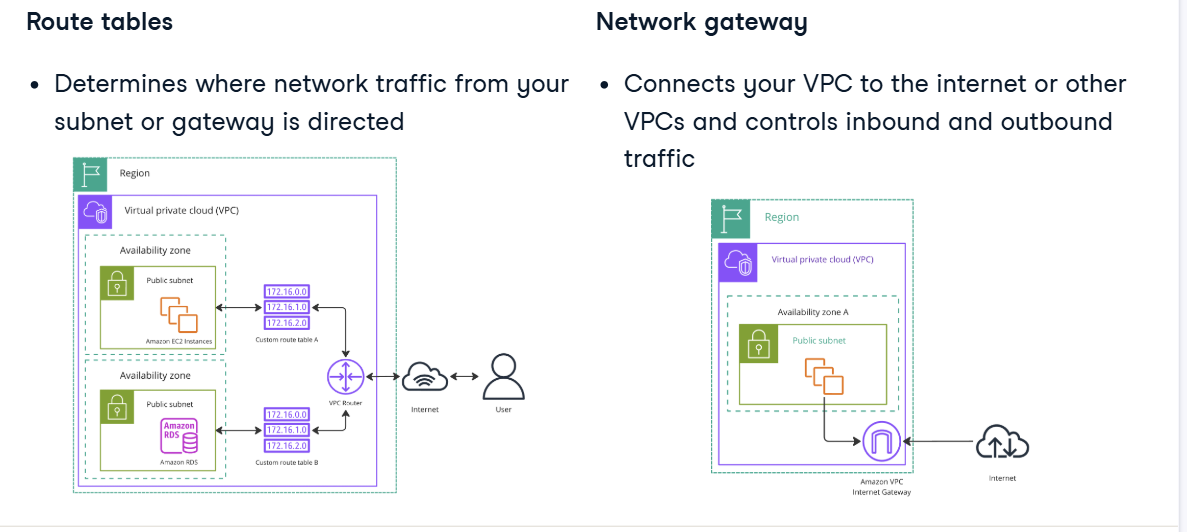 Route tables
• Determines where network traffic from your
subnet or gateway is directed
Region
Virtual private cloud (VPC)
Availability zone
Public subnet
Amazon EC2 Instances
172.16.0.0
172.16.1.0
172.16.2.0
Custom route table A
VPC Router
Internet
User
Availability zone
Public subnet
Amazon
RDS
Amazon RDS
172.16.0.0
172.16.1.0
172.16.2.0
Custom route table B
Network gateway
• Connects your VPC to the internet or other
VPCs and controls inbound and outbound
traffic
Region
Virtual private cloud (VPC)
Availability zone A
Public subnet
Amazon VPC
Internet Gateway
Internet